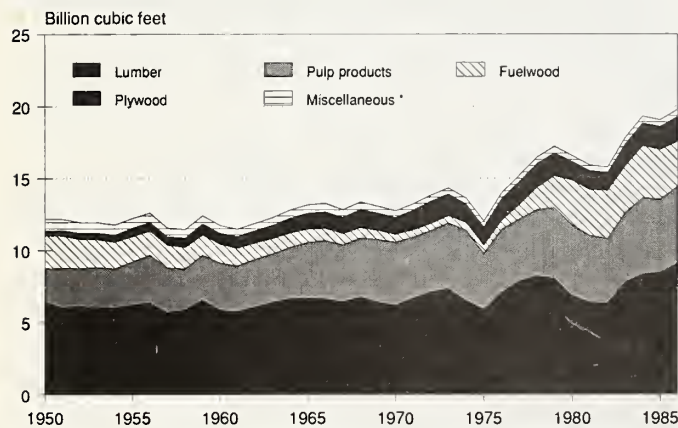 Billion cubic feet
25
20
15
10
5
0
Lumber
Pulp products
Fuelwood
Plywood
Miscellaneous *
1950 1955 1960 1965 1970 1975 1980 1985